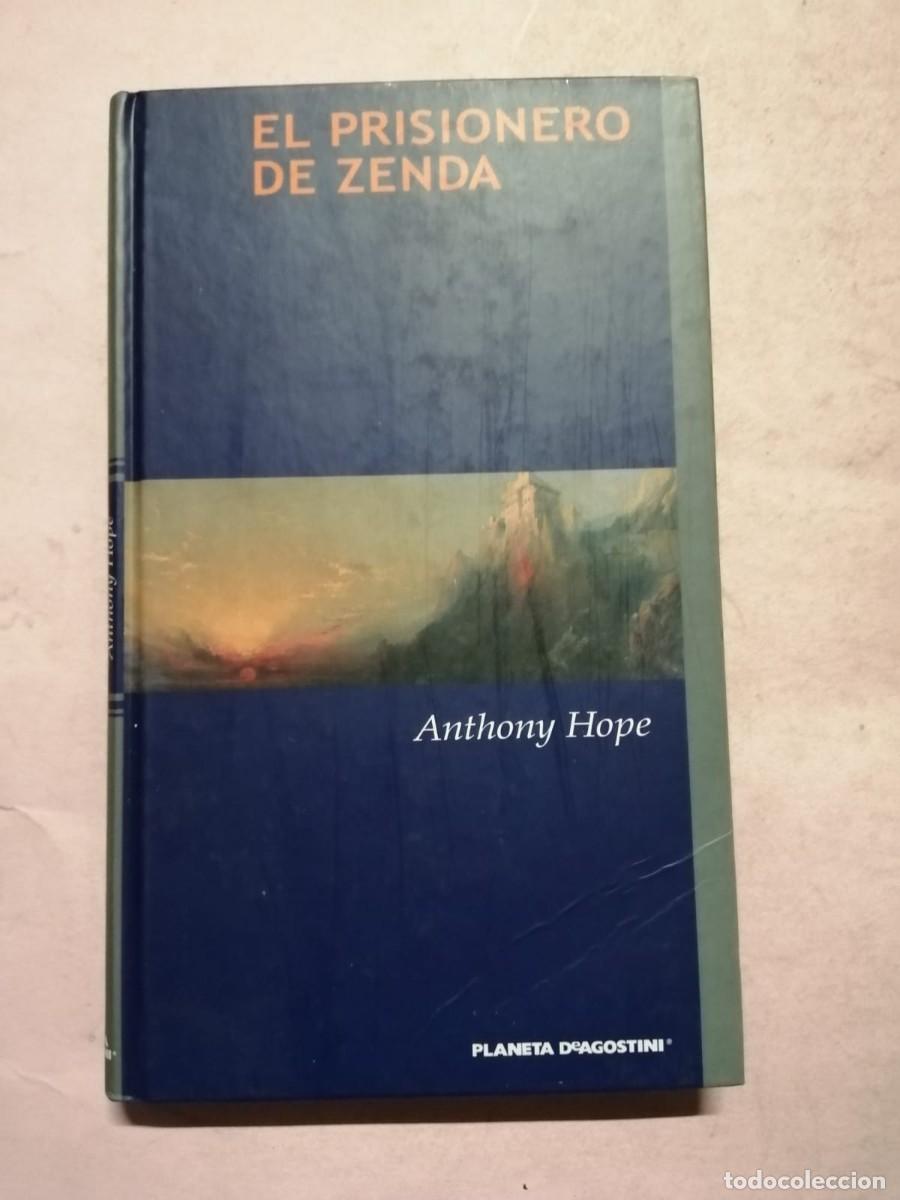 EL PRISIONERO
DE ZENDA
Anthony Hope
Anthony Hope
PLANETA DeAGOSTINI®
todocoleccion